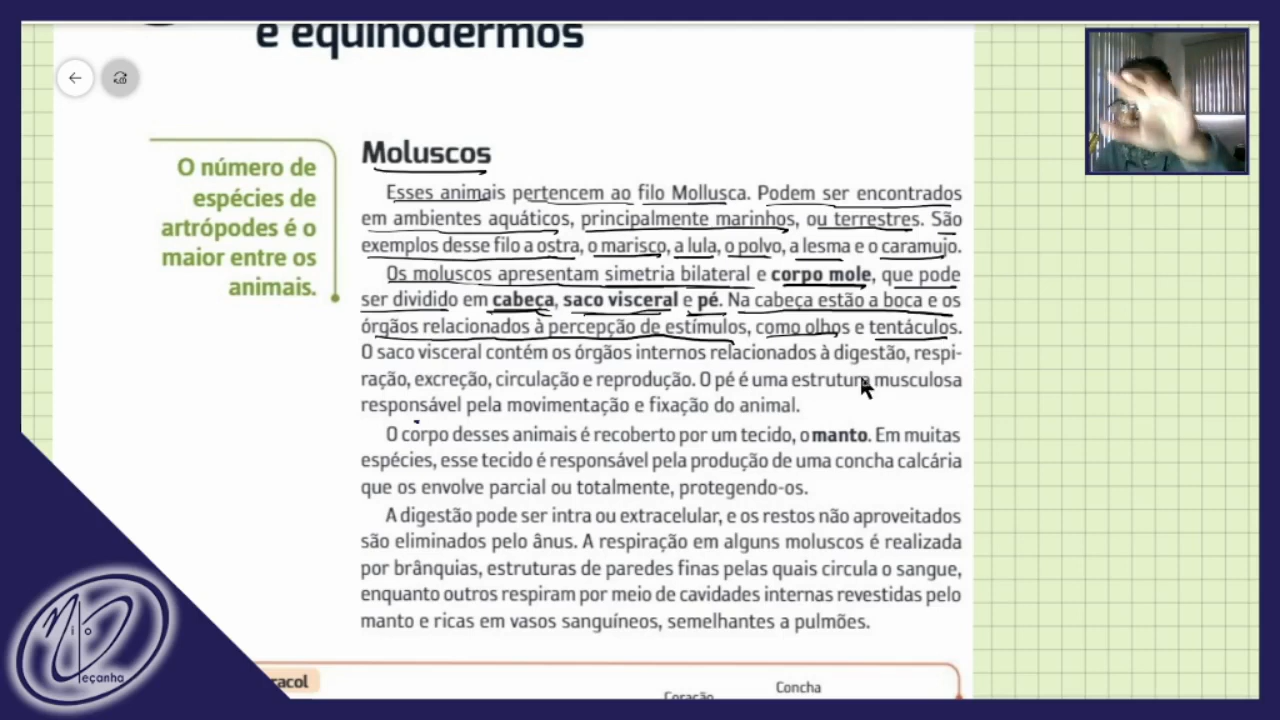 e equinodermos
O número de
espécies de
artrópodes é o
maior entre os
animais.
Moluscos
Esses animais pertencem ao filo Mollusca. Podem ser encontrados
em ambientes aquáticos, principalmente marinhos, ou terrestres. São
exemplos desse filo a ostra, o marisco, a lula, o polvo, a lesma e o caramujo.
Os moluscos apresentam simetria bilateral e corpo mole, que pode
ser dividido em cabeça, saco visceral e pé. Na cabeça estão a boca e os
órgãos relacionados à percepção de estímulos, como olhos e tentáculos.
O saco visceral contém os órgãos internos relacionados à digestão, respi-
ração, excreção, circulação e reprodução. O pé é uma estrutura musculosa
responsável pela movimentação e fixação do animal.
O corpo desses animais é recoberto por um tecido, o manto. Em muitas
espécies, esse tecido é responsável pela produção de uma concha calcária
que os envolve parcial ou totalmente, protegendo-os.
A digestão pode ser intra ou extracelular, e os restos não aproveitados
são eliminados pelo ânus. A respiração em alguns moluscos é realizada
por brânquias, estruturas de paredes finas pelas quais circula o sangue,
enquanto outros respiram por meio de cavidades internas revestidas pelo
manto e ricas em vasos sanguíneos, semelhantes a pulmões.
racol
Concha
Coração